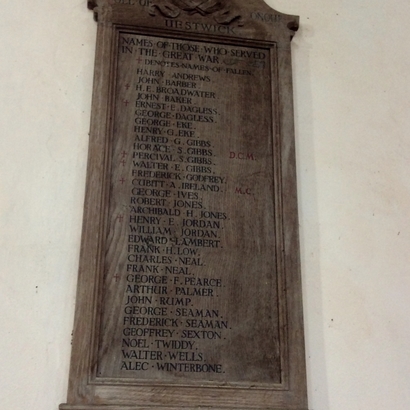 NAMES OF THOSE WHO SERVED
IN THE GREAT WAR
† DENOTES NAMES OF FALLEN
HARRY · ANDREWS.
JOHN · BARBER
H. E. BROADWATER
JOHN · BAKER.
† ERNEST · E · DAGLESS.
GEORGE · DAGLESS.
GEORGE · EKE.
HENRY · G. EKE.
ALFRED · G. GIBBS.
HORACE · S. GIBBS.
† PERCIVAL · S. GIBBS. D.C.M.
† WALTER · E. GIBBS.
FREDERICK · GODFREY.
† CUBITT · A. IRELAND. M.C.
GEORGE · IVES.
ROBERT · JONES.
ARCHIBALD · H. JONES.
† HENRY · E. JORDAN.
WILLIAM · JORDAN.
EDWARD · LAMBERT.
FRANK · H. LOW.
CHARLES · NEAL.
FRANK · NEAL.
† GEORGE · F. PEARCE.
ARTHUR · PALMER.
JOHN · RUMP.
GEORGE · SEAMAN.
FREDERICK · SEAMAN.
GEOFFREY · SEXTON.
NOEL · TWIDDY.
WALTER · WELLS.
ALEC · WINTERBONE.